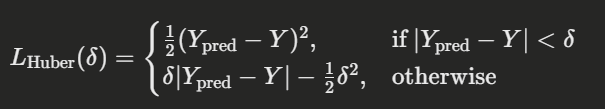 L_Huber(δ) = { ½(Y_pred − Y)², if |Y_pred − Y| < δ
δ|Y_pred − Y| − ½δ², otherwise